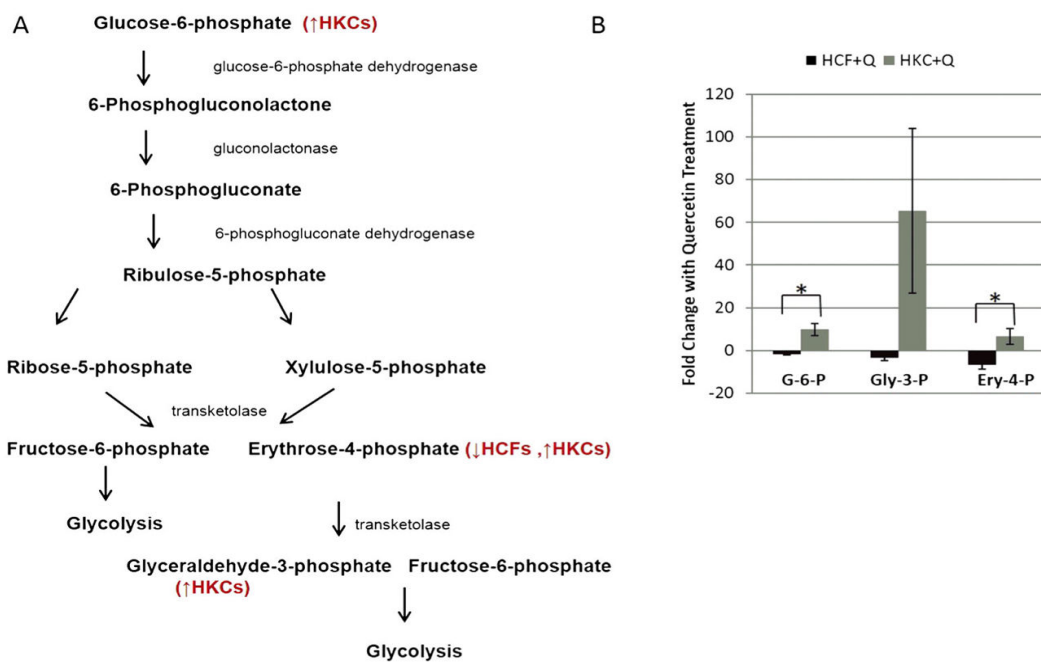 A
Glucose-6-phosphate (↑HKCs)
glucose-6-phosphate dehydrogenase
6-Phosphogluconolactone
gluconolactonase
6-Phosphogluconate
6-phosphogluconate dehydrogenase
Ribulose-5-phosphate
Ribose-5-phosphate Xylulose-5-phosphate
transketolase
Fructose-6-phosphate Erythrose-4-phosphate (↓HCFs ,↑HKCs)
Glycolysis
transketolase
Glyceraldehyde-3-phosphate Fructose-6-phosphate
(↑HKCs)
Glycolysis
B
HCF+Q HKC+Q
Fold Change with Quercetin Treatment
120
100
80
60
40
20
0
-20
* *
G-6-P Gly-3-P Ery-4-P